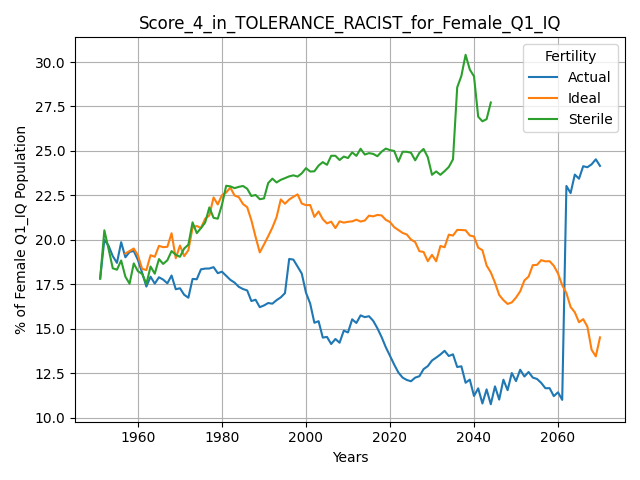 Score_4_in_TOLERANCE_RACIST_for_Female_Q1_IQ
% of Female Q1_IQ Population
30.0
27.5
25.0
22.5
20.0
17.5
15.0
12.5
10.0
Fertility
Actual
Ideal
Sterile
1960 1980 2000 2020 2040 2060
Years